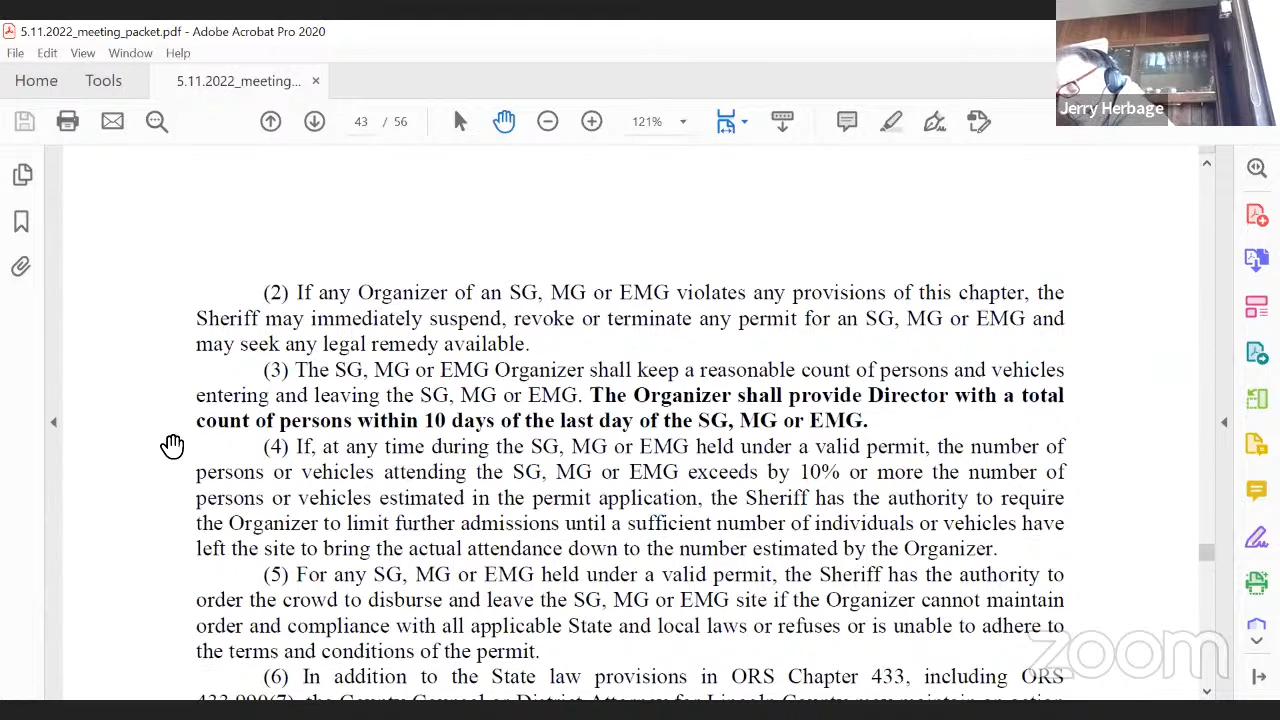 5.11.2022_meeting_packet.pdf - Adobe Acrobat Pro 2020
File Edit View Window Help
Home Tools 5.11.2022_meeting... ×
43 / 56 121%
Jerry Herbage
(2) If any Organizer of an SG, MG or EMG violates any provisions of this chapter, the
Sheriff may immediately suspend, revoke or terminate any permit for an SG, MG or EMG and
may seek any legal remedy available.
(3) The SG, MG or EMG Organizer shall keep a reasonable count of persons and vehicles
entering and leaving the SG, MG or EMG. The Organizer shall provide Director with a total
count of persons within 10 days of the last day of the SG, MG or EMG.
(4) If, at any time during the SG, MG or EMG held under a valid permit, the number of
persons or vehicles attending the SG, MG or EMG exceeds by 10% or more the number of
persons or vehicles estimated in the permit application, the Sheriff has the authority to require
the Organizer to limit further admissions until a sufficient number of individuals or vehicles have
left the site to bring the actual attendance down to the number estimated by the Organizer.
(5) For any SG, MG or EMG held under a valid permit, the Sheriff has the authority to
order the crowd to disburse and leave the SG, MG or EMG site if the Organizer cannot maintain
order and compliance with all applicable State and local laws or refuses or is unable to adhere to
the terms and conditions of the permit.
(6) In addition to the State law provisions in ORS Chapter 433, including ORS
the County Counsel or District Attorney for Lincoln County may maintain an action
zoom